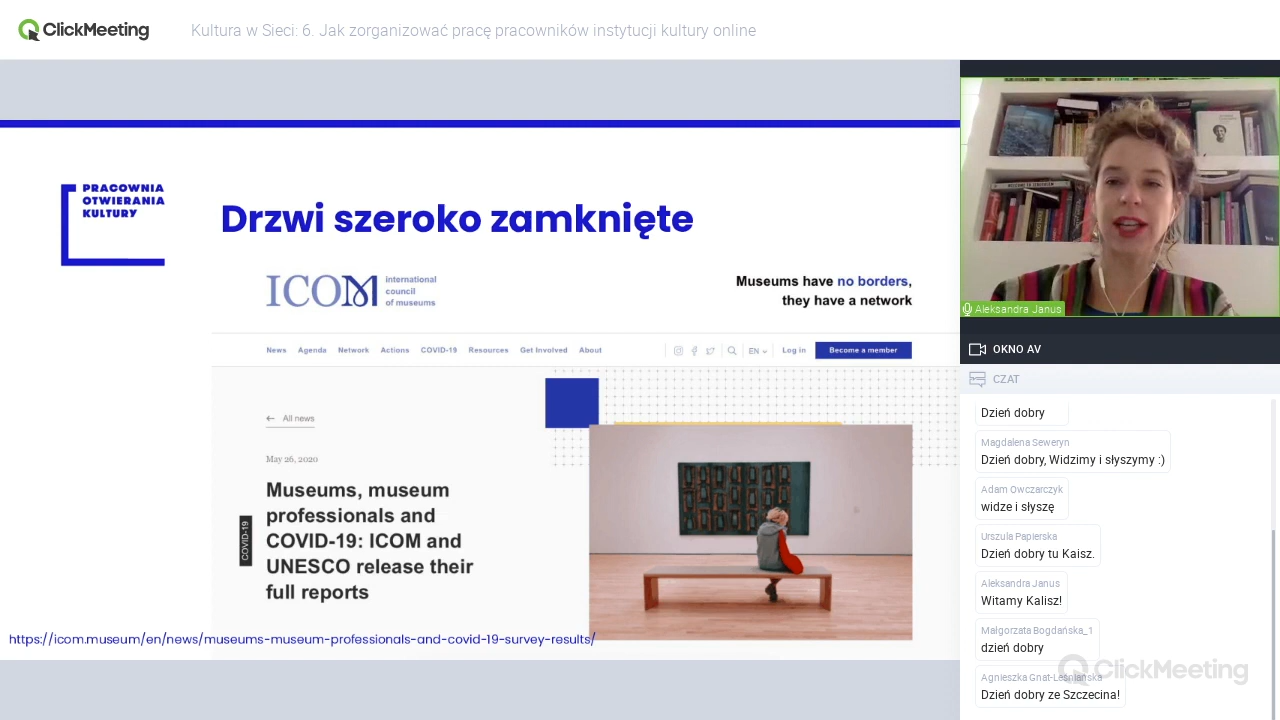 ClickMeeting
Kultura w Sieci: 6. Jak zorganizować pracę pracowników instytucji kultury online
PRACOWNIA
OTWIERANIA
KULTURY
Drzwi szeroko zamknięte
ICOM
international
council
of museums
Museums have no borders,
they have a network
News Agenda Network Actions COVID-19 Resources Get Involved About
EN
Log in
Become a member
← All news
May 26, 2020
COVID-19
Museums, museum
professionals and
COVID-19: ICOM and
UNESCO release their
full reports
https://icom.museum/en/news/museums-museum-professionals-and-covid-19-survey-results/
Aleksandra Janus
OKNO AV
CZAT
Dzień dobry
Magdalena Seweryn
Dzień dobry, Widzimy i słyszymy :)
Adam Owczarczyk
widze i słyszę
Urszula Papierska
Dzień dobry tu Kaisz.
Aleksandra Janus
Witamy Kalisz!
Małgorzata Bogdańska_1
dzień dobry
Agnieszka Gnat-Leśniańska
Dzień dobry ze Szczecina!
ClickMeeting